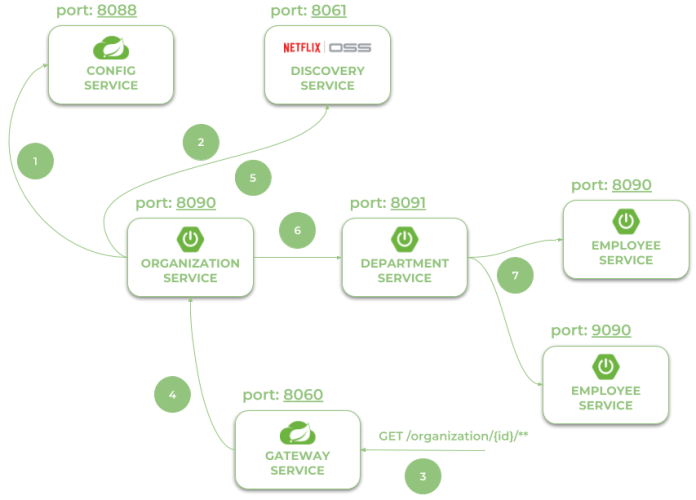 port: 8088
port: 8061
CONFIG
SERVICE
NETFLIX OSS
DISCOVERY
SERVICE
1
2
5
port: 8090
port: 8091
port: 8090
ORGANIZATION
SERVICE
6
DEPARTMENT
SERVICE
EMPLOYEE
SERVICE
7
port: 9090
EMPLOYEE
SERVICE
4
port: 8060
GATEWAY
SERVICE
GET /organization/{id}/**
3